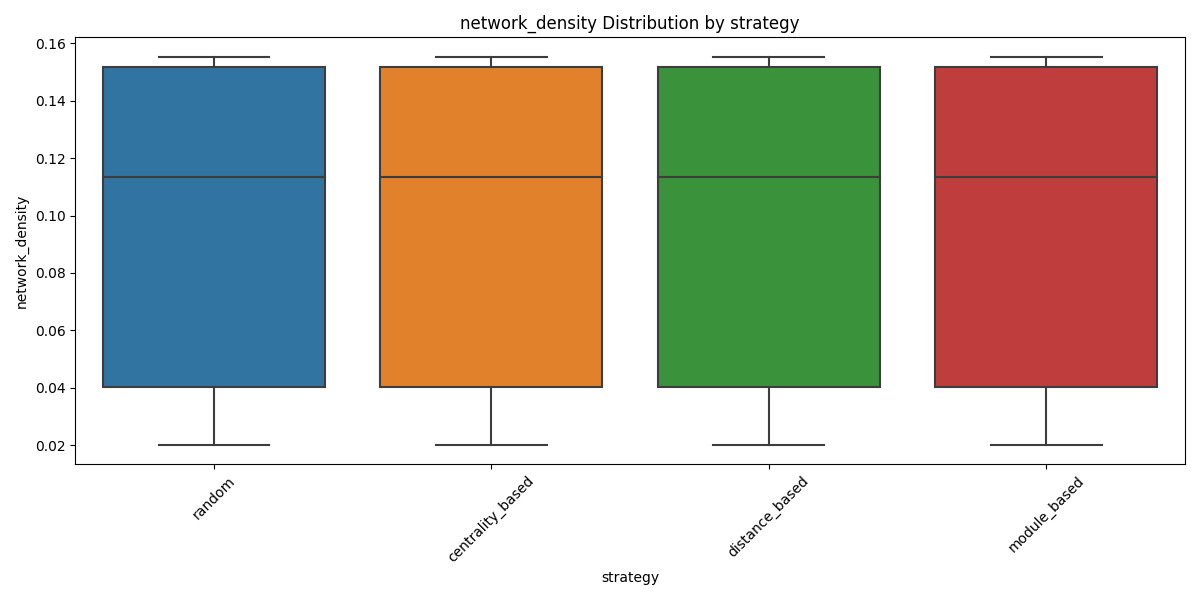 network_density Distribution by strategy
network_density
0.16
0.14
0.12
0.10
0.08
0.06
0.04
0.02
random
centrality_based
distance_based
module_based
strategy